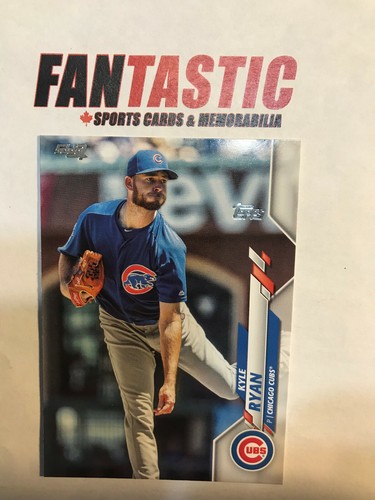 FANTASTIC
SPORTS CARDS & MEMORABILIA
Topps
KYLE
RYAN
P | CHICAGO CUBS®
CUBS